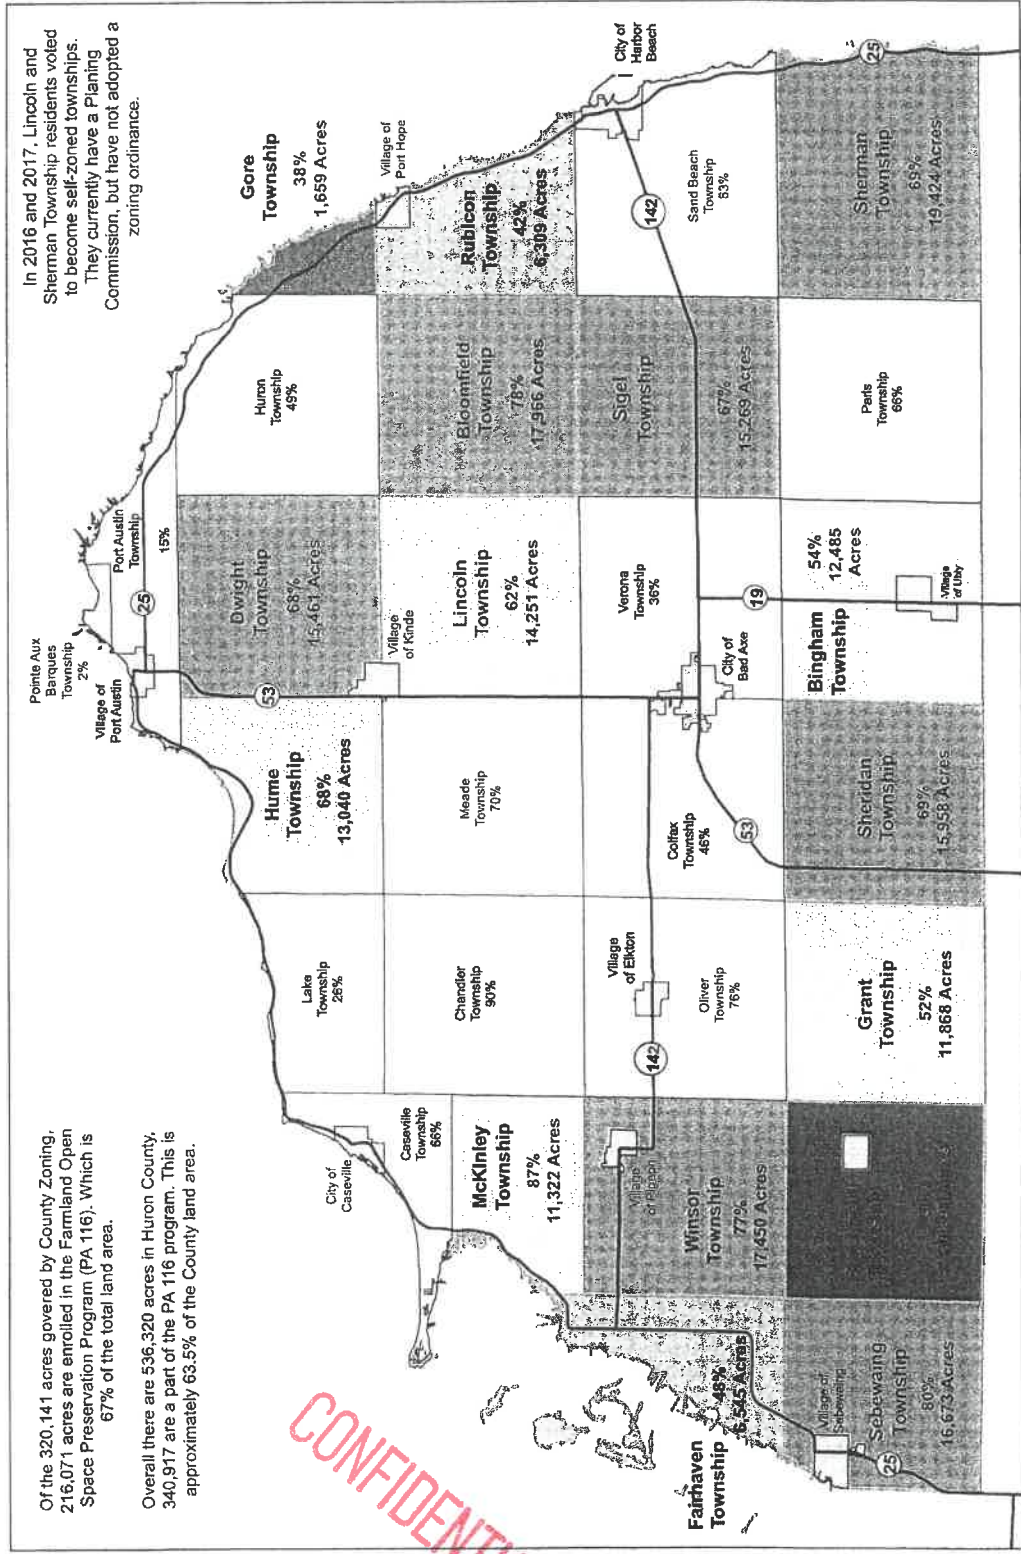 Of the 320,141 acres govered by County Zoning,
216,071 acres are enrolled in the Farmland Open
Space Preservation Program (PA 116). Which is
67% of the total land area.
Overall there are 536,320 acres in Huron County,
340,917 are a part of the PA 116 program. This is
approximately 63.5% of the County land area.
In 2016 and 2017, Lincoln and
Sherman Township residents voted
to become self-zoned townships.
They currently have a Planing
Commission, but have not adopted a
zoning ordinance.
Pointe Aux
Barques
Township
2%
Village of
Port Austin
Port Austin
Township
15%
25
Gore
Township
38%
1,659 Acres
Village of
Port Hope
City of
Caseville
Caseville
Township
66%
Lake
Township
26%
Hume
Township
68%
13,040 Acres
53
Dwight
Township
68%
15,461 Acres
Village
of Kinde
Huron
Township
49%
McKinley
Township
87%
11,322 Acres
Chandler
Township
90%
Meade
Township
70%
Lincoln
Township
62%
14,251 Acres
Bloomfield
Township
78%
17,966 Acres
Rubicon
Township
42%
6,309 Acres
City of
Harbor
Beach
Fairhaven
Township
48%
6,545 Acres
Village
of Pigeon
Winsor
Township
77%
17,450 Acres
142
Village
of Elkton
Oliver
Township
76%
Colfax
Township
46%
53
City of
Bad Axe
Verona
Township
36%
Sigel
Township
67%
15,269 Acres
142
Sand Beach
Township
83%
Village of
Sebewaing
Sebewaing
Township
80%
16,673 Acres
25
Grant
Township
52%
11,868 Acres
Sheridan
Township
69%
15,958 Acres
Bingham
Township
54%
12,485
Acres
19
Village
of Ubly
Paris
Township
66%
Sherman
Township
69%
19,424 Acres
25